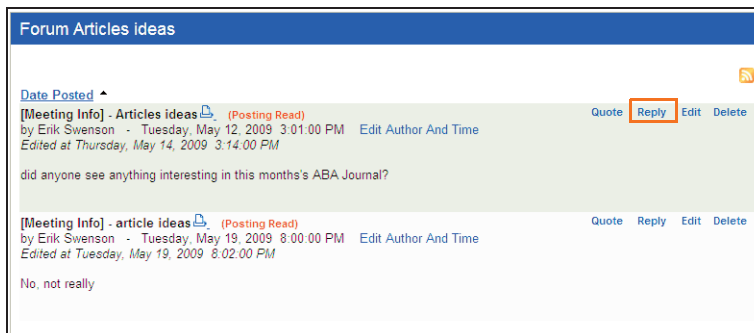 Forum Articles ideas
Date Posted
[Meeting Info] - Articles ideas (Posting Read) Quote Reply Edit Delete
by Erik Swenson - Tuesday, May 12, 2009 3:01:00 PM Edit Author And Time
Edited at Thursday, May 14, 2009 3:14:00 PM
did anyone see anything interesting in this months's ABA Journal?
[Meeting Info] - article ideas (Posting Read) Quote Reply Edit Delete
by Erik Swenson - Tuesday, May 19, 2009 8:00:00 PM Edit Author And Time
Edited at Tuesday, May 19, 2009 8:02:00 PM
No, not really